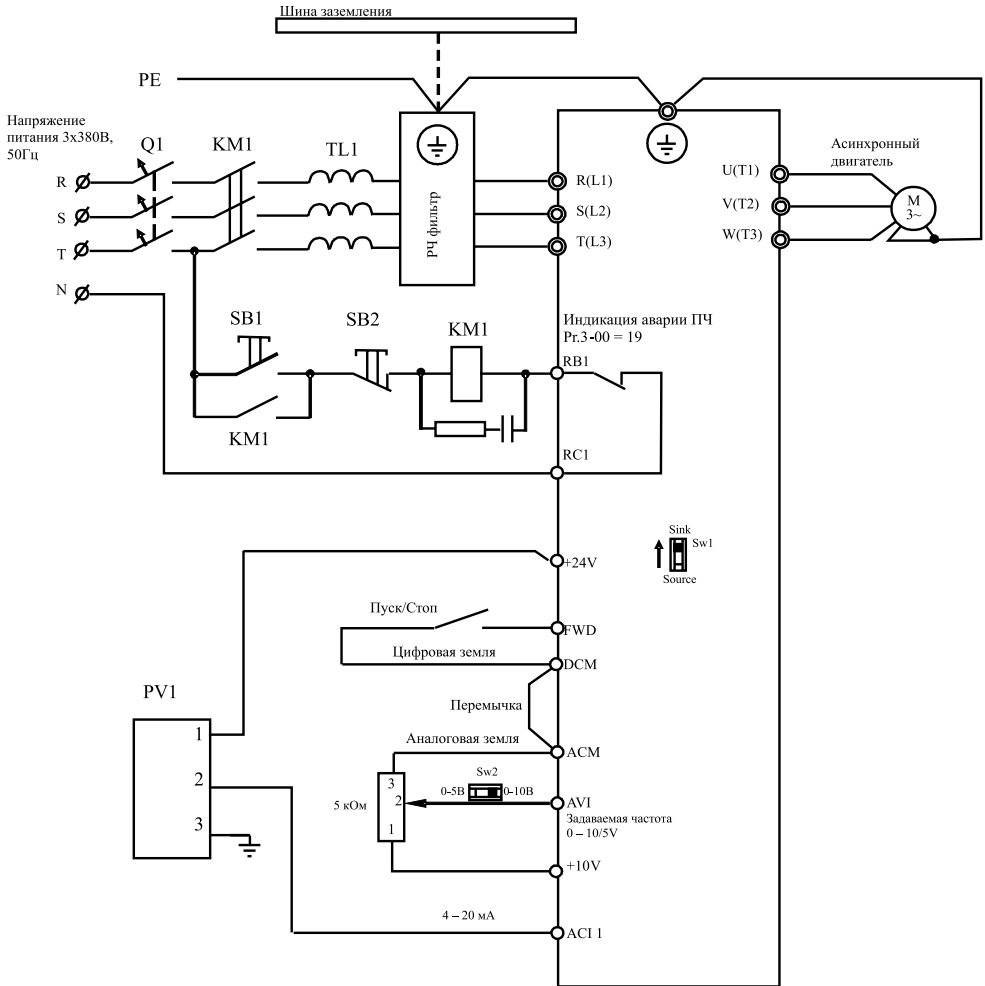 Шина заземления
PE
Напряжение
питания 3х380В,
50Гц
Q1
KM1
TL1
R
S
T
N
РЧ фильтр
R(L1)
S(L2)
T(L3)
U(T1)
V(T2)
W(T3)
Асинхронный
двигатель
М
3~
SB1
SB2
KM1
KM1
Индикация аварии ПЧ
Pr.3-00 = 19
RB1
RC1
Sink
Sw1
Source
+24V
Пуск/Стоп
FWD
Цифровая земля
DCM
PV1
1
2
3
Перемычка
Аналоговая земля
ACM
Sw2
0-5В
0-10В
5 кОм
3
2
1
AVI
Задаваемая частота
0 – 10/5V
+10V
4 – 20 мА
ACI 1